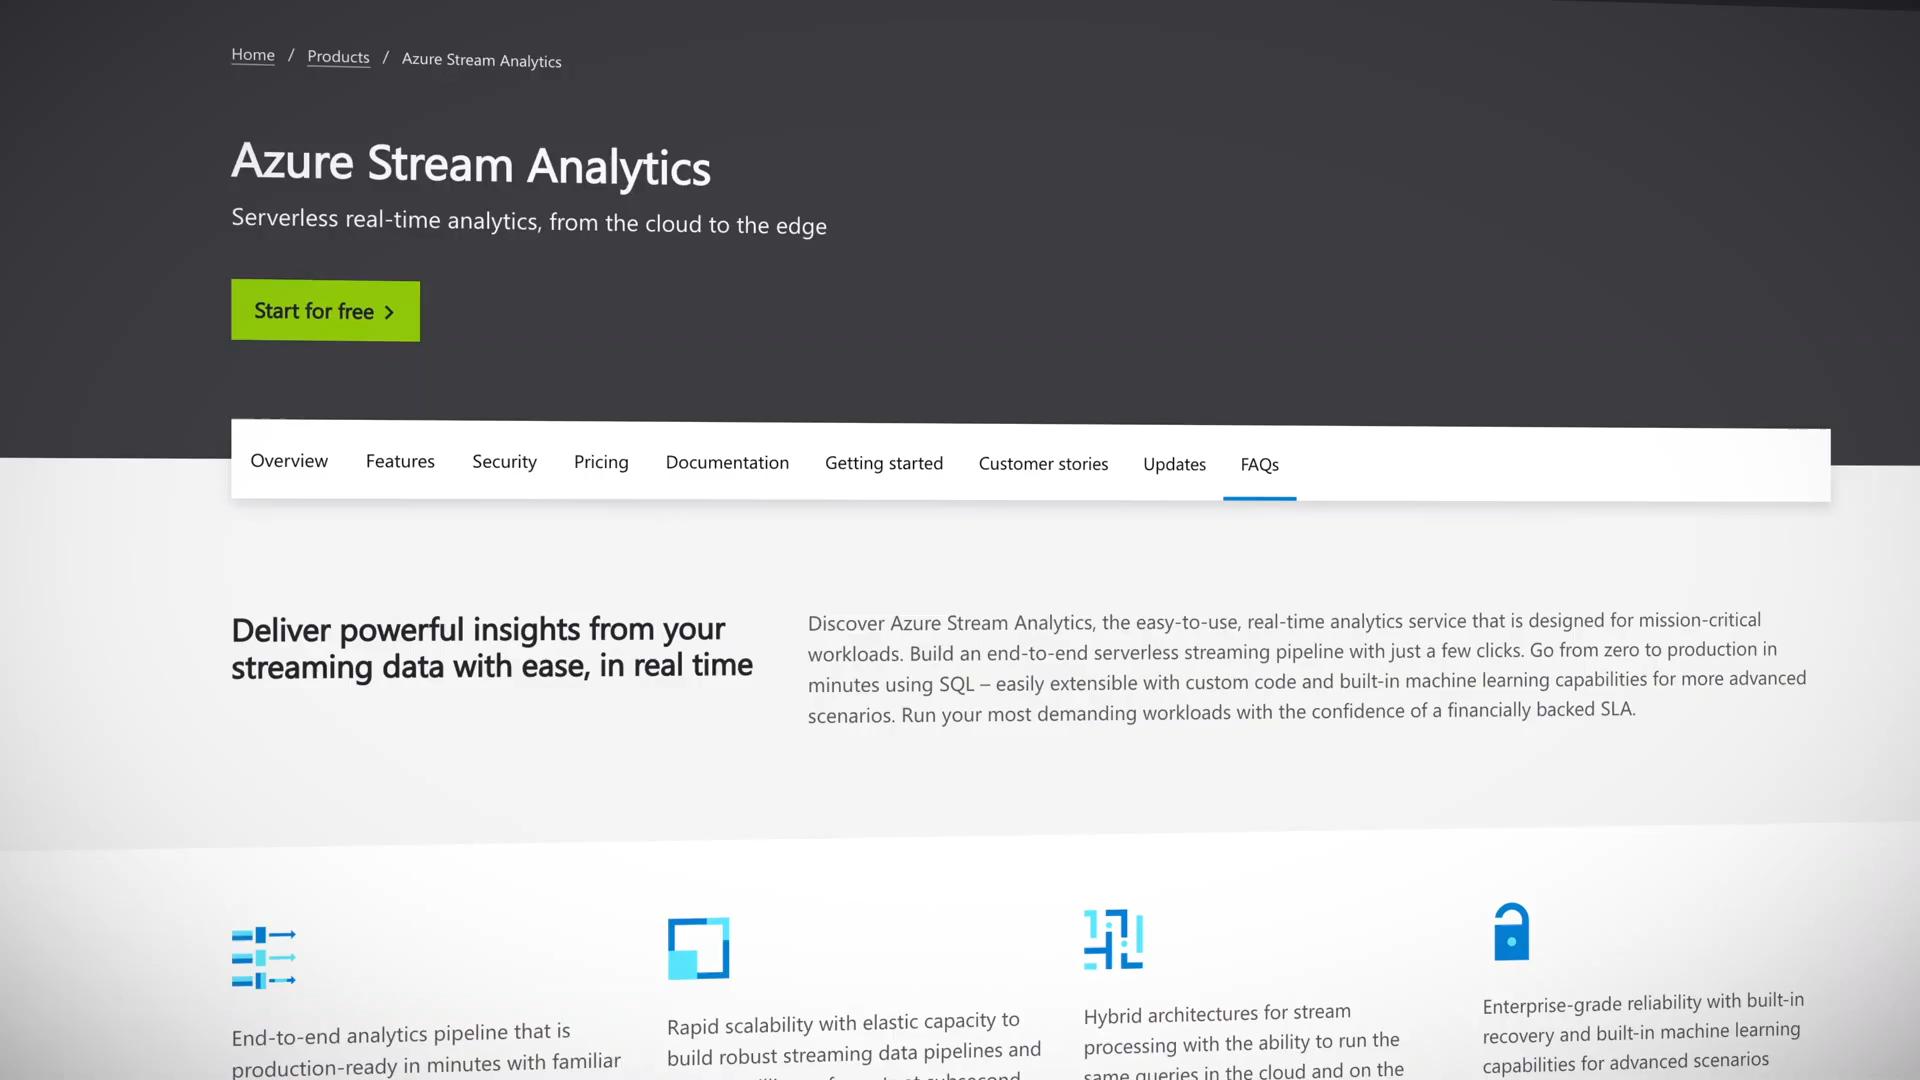 Home / Products / Azure Stream Analytics
Azure Stream Analytics
Serverless real-time analytics, from the cloud to the edge
Start for free
Overview Features Security Pricing Documentation Getting started Customer stories Updates FAQs
Deliver powerful insights from your
streaming data with ease, in real time
Discover Azure Stream Analytics, the easy-to-use, real-time analytics service that is designed for mission-critical
workloads. Build an end-to-end serverless streaming pipeline with just a few clicks. Go from zero to production in
minutes using SQL – easily extensible with custom code and built-in machine learning capabilities for more advanced
scenarios. Run your most demanding workloads with the confidence of a financially backed SLA.
End-to-end analytics pipeline that is
production-ready in minutes with familiar
Rapid scalability with elastic capacity to
build robust streaming data pipelines and
Hybrid architectures for stream
processing with the ability to run the
same queries in the cloud and on the
Enterprise-grade reliability with built-in
recovery and built-in machine learning
capabilities for advanced scenarios